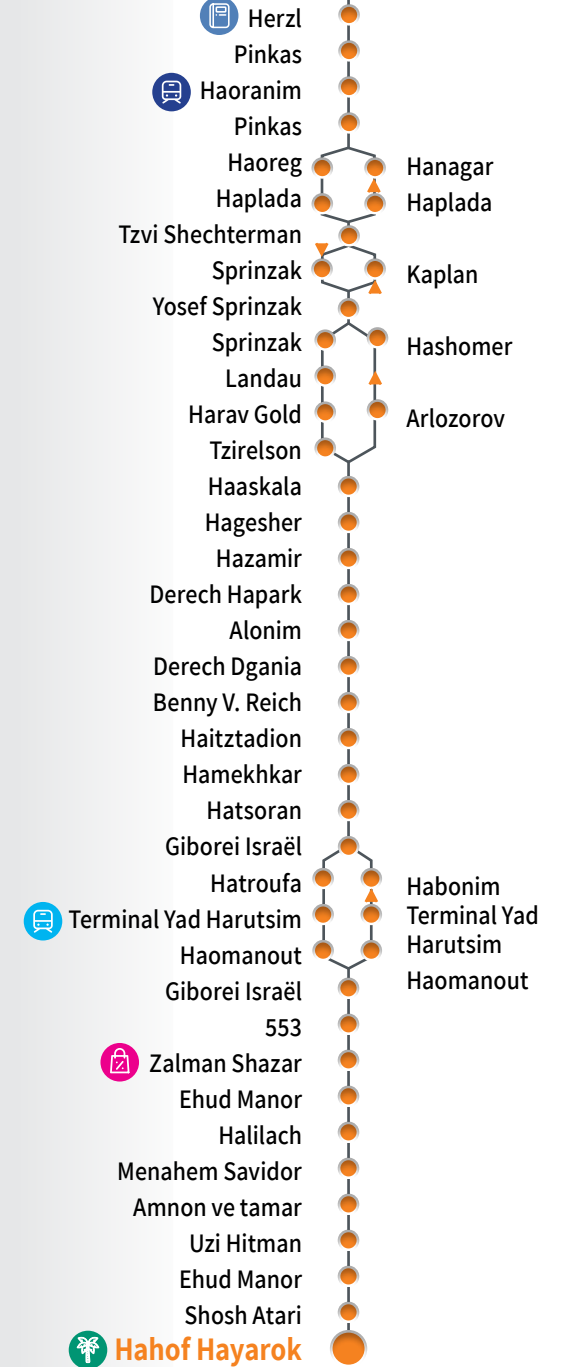 Herzl
Pinkas
Haoranim
Pinkas
Haoreg
Hanagar
Haplada
Haplada
Tzvi Shechterman
Sprinzak
Kaplan
Yosef Sprinzak
Sprinzak
Hashomer
Landau
Harav Gold
Arlozorov
Tzirelson
Haaskala
Hagesher
Hazamir
Derech Hapark
Alonim
Derech Dgania
Benny V. Reich
Haitztadion
Hamekhkar
Hatsoran
Giborei Israël
Hatroufa
Habonim
Terminal Yad Harutsim
Terminal Yad
Harutsim
Haomanout
Haomanout
Giborei Israël
553
Zalman Shazar
Ehud Manor
Halilach
Menahem Savidor
Amnon ve tamar
Uzi Hitman
Ehud Manor
Shosh Atari
Hahof Hayarok